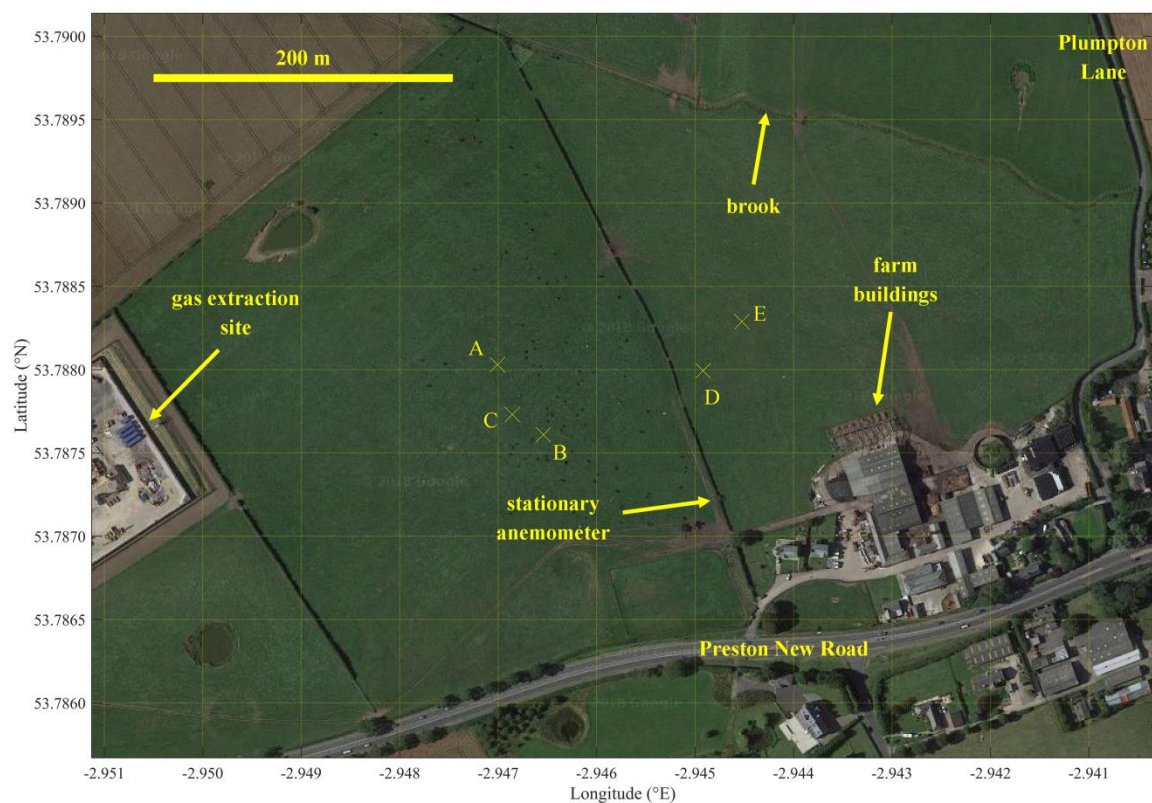 53.7900
53.7895
53.7890
53.7885
53.7880
53.7875
53.7870
53.7865
53.7860
Latitude (°N)
200 m
Plumpton
Lane
brook
gas extraction
site
farm
buildings
A
E
D
C
B
stationary
anemometer
Preston New Road
-2.951
-2.950
-2.949
-2.948
-2.947
-2.946
-2.945
-2.944
-2.943
-2.942
-2.941
Longitude (°E)